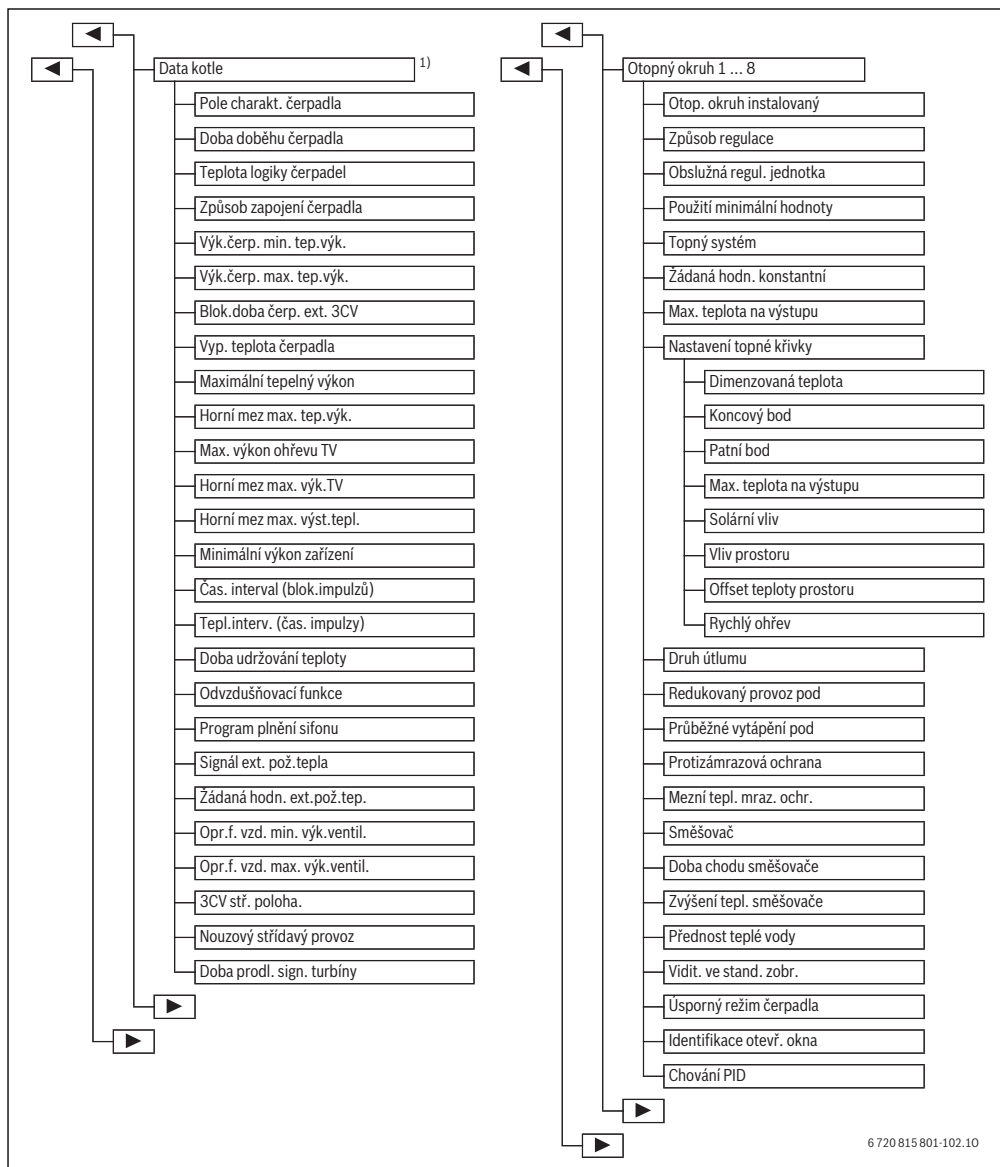 Data kotle 1)
Pole charakt. čerpadla
Doba doběhu čerpadla
Teplota logiky čerpadel
Způsob zapojení čerpadla
Výk.čerp. min. tep.výk.
Výk.čerp. max. tep.výk.
Blok.doba čerp. ext. 3CV
Vyp. teplota čerpadla
Maximální tepelný výkon
Horní mez max. tep.výk.
Max. výkon ohřevu TV
Horní mez max. výk.TV
Horní mez max. výst.tepl.
Minimální výkon zařízení
Čas. interval (blok.impulzů)
Tepl.interv. (čas. impulzy)
Doba udržování teploty
Odvzdušňovací funkce
Program plnění sifonu
Signál ext. pož.tepla
Žádaná hodn. ext.pož.tep.
Opr.f. vzd. min. výk.ventil.
Opr.f. vzd. max. výk.ventil.
3CV stř. poloha.
Nouzový střídavý provoz
Doba prodl. sign. turbíny
Otopný okruh 1 ... 8
Otop. okruh instalovaný
Způsob regulace
Obslužná regul. jednotka
Použití minimální hodnoty
Topný systém
Žádaná hodn. konstantní
Max. teplota na výstupu
Nastavení topné křivky
Dimenzovaná teplota
Koncový bod
Patní bod
Max. teplota na výstupu
Solární vliv
Vliv prostoru
Offset teploty prostoru
Rychlý ohřev
Druh útlumu
Redukovaný provoz pod
Průběžné vytápění pod
Protizámrazová ochrana
Mezní tepl. mraz. ochr.
Směšovač
Doba chodu směšovače
Zvýšení tepl. směšovače
Přednost teplé vody
Vidit. ve stand. zobr.
Úsporný režim čerpadla
Identifikace otevř. okna
Chování PID
6 720 815 801-102.1O